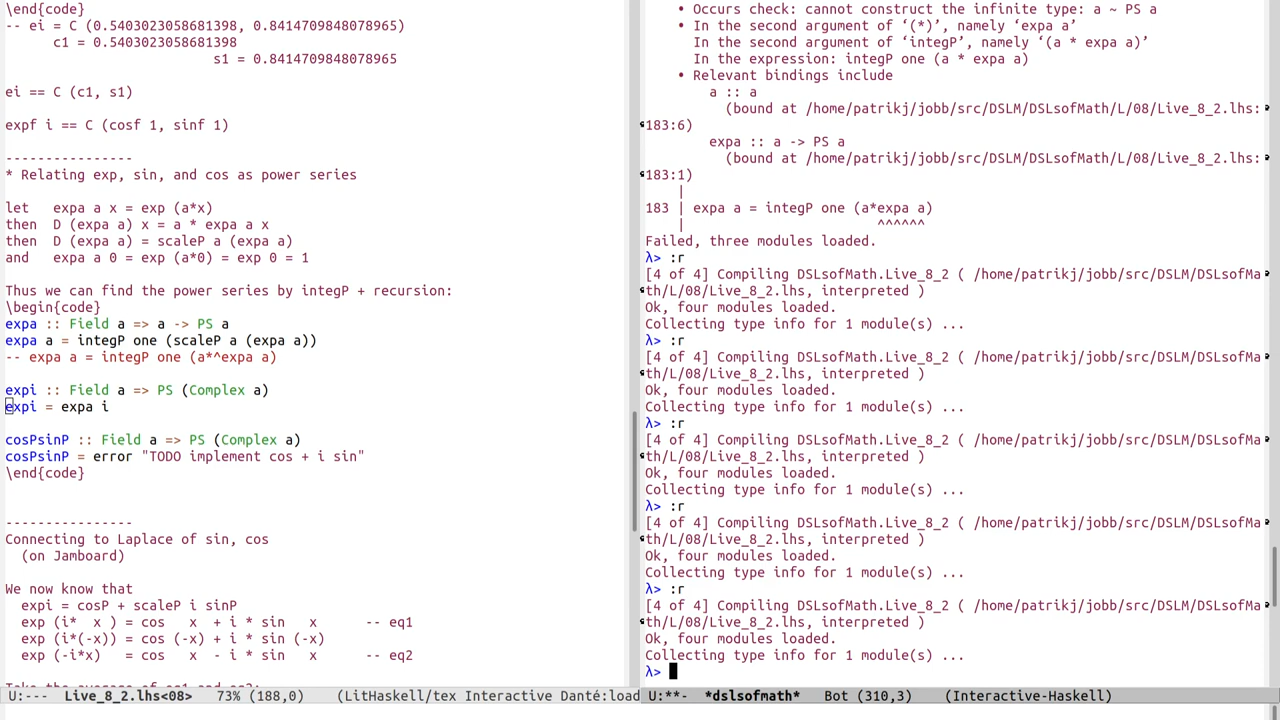 \end{code}
-- ei = C (0.5403023058681398, 0.8414709848078965)
c1 = 0.5403023058681398
s1 = 0.8414709848078965
ei == C (c1, s1)
expf i == C (cosf 1, sinf 1)
----------------
* Relating exp, sin, and cos as power series
let   expa a x = exp (a*x)
then  D (expa a) x = a * expa a x
then  D (expa a) = scaleP a (expa a)
and   expa a 0 = exp (a*0) = exp 0 = 1
Thus we can find the power series by integP + recursion:
\begin{code}
expa :: Field a => a -> PS a
expa a = integP one (scaleP a (expa a))
-- expa a = integP one (a*^expa a)
expi :: Field a => PS (Complex a)
expi = expa i
cosPsinP :: Field a => PS (Complex a)
cosPsinP = error "TODO implement cos + i sin"
\end{code}
----------------
Connecting to Laplace of sin, cos
(on Jamboard)
We now know that
expi = cosP + scaleP i sinP
exp (i*  x ) = cos   x  + i * sin   x      -- eq1
exp (i*(-x)) = cos (-x) + i * sin (-x)
exp (-i*x)   = cos   x  - i * sin   x      -- eq2
Take the average of eq1 and eq2:
U:---  Live_8_2.lhs<08>   73% (188,0)    (LitHaskell/tex Interactive Danté:load
• Occurs check: cannot construct the infinite type: a ~ PS a
• In the second argument of ‘(*)’, namely ‘expa a’
In the second argument of ‘integP’, namely ‘(a * expa a)’
In the expression: integP one (a * expa a)
• Relevant bindings include
a :: a
(bound at /home/patrikj/jobb/src/DSLM/DSLsofMath/L/08/Live_8_2.lhs:
183:6)
expa :: a -> PS a
(bound at /home/patrikj/jobb/src/DSLM/DSLsofMath/L/08/Live_8_2.lhs:
183:1)
|
183 | expa a = integP one (a*expa a)
|                        ^^^^^^
Failed, three modules loaded.
λ> :r
[4 of 4] Compiling DSLsofMath.Live_8_2 ( /home/patrikj/jobb/src/DSLM/DSLsofMa
th/L/08/Live_8_2.lhs, interpreted )
Ok, four modules loaded.
Collecting type info for 1 module(s) ...
λ> :r
[4 of 4] Compiling DSLsofMath.Live_8_2 ( /home/patrikj/jobb/src/DSLM/DSLsofMa
th/L/08/Live_8_2.lhs, interpreted )
Ok, four modules loaded.
Collecting type info for 1 module(s) ...
λ> :r
[4 of 4] Compiling DSLsofMath.Live_8_2 ( /home/patrikj/jobb/src/DSLM/DSLsofMa
th/L/08/Live_8_2.lhs, interpreted )
Ok, four modules loaded.
Collecting type info for 1 module(s) ...
λ> :r
[4 of 4] Compiling DSLsofMath.Live_8_2 ( /home/patrikj/jobb/src/DSLM/DSLsofMa
th/L/08/Live_8_2.lhs, interpreted )
Ok, four modules loaded.
Collecting type info for 1 module(s) ...
λ> :r
[4 of 4] Compiling DSLsofMath.Live_8_2 ( /home/patrikj/jobb/src/DSLM/DSLsofMa
th/L/08/Live_8_2.lhs, interpreted )
Ok, four modules loaded.
Collecting type info for 1 module(s) ...
λ>
U:**-  *dslsofmath*   Bot (310,3)    (Interactive-Haskell)